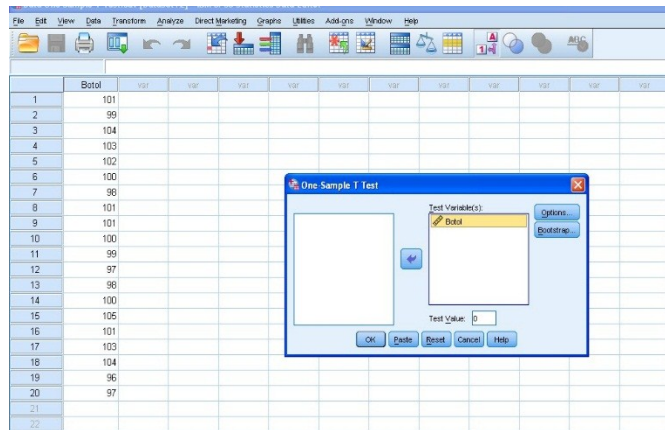 File Edit View Data Transform Analyze Direct Marketing Graphs Utilities Add-ons Window Help
Botol var var var var var var var var var
1 101
2 99
3 104
4 103
5 102
6 100
7 98
8 101
9 101
10 100
11 99
12 97
13 98
14 100
15 105
16 101
17 103
18 104
19 96
20 97
21
22
One-Sample T Test
Test Variable(s):
Botol
Options...
Bootstrap...
Test Value: 0
OK Paste Reset Cancel Help